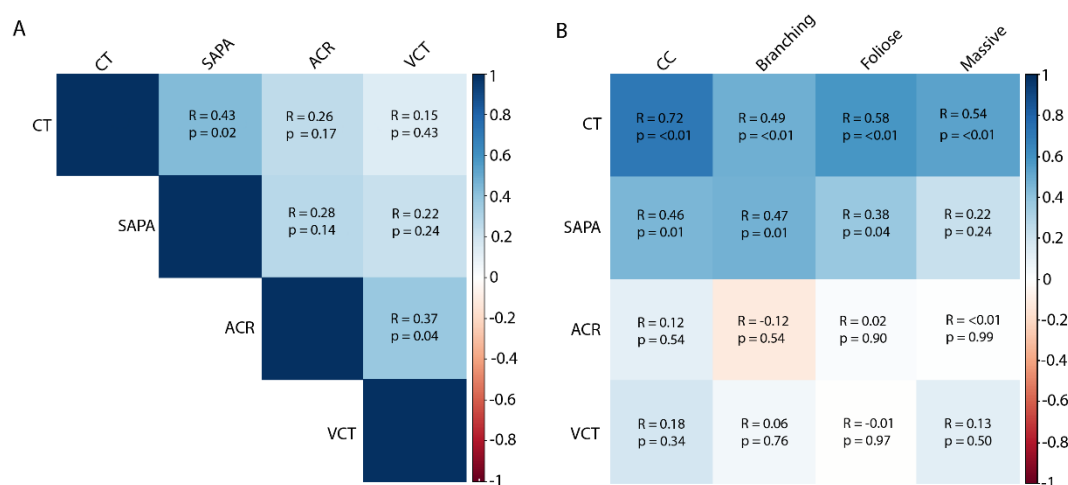 A
CT
SAPA
ACR
VCT
CT
R = 0.43
p = 0.02
R = 0.26
p = 0.17
R = 0.15
p = 0.43
SAPA
R = 0.28
p = 0.14
R = 0.22
p = 0.24
ACR
R = 0.37
p = 0.04
VCT
1
0.8
0.6
0.4
0.2
0
-0.2
-0.4
-0.6
-0.8
-1
B
CC
Branching
Foliose
Massive
CT
R = 0.72
p = <0.01
R = 0.49
p = <0.01
R = 0.58
p = <0.01
R = 0.54
p = <0.01
SAPA
R = 0.46
p = 0.01
R = 0.47
p = 0.01
R = 0.38
p = 0.04
R = 0.22
p = 0.24
ACR
R = 0.12
p = 0.54
R = -0.12
p = 0.54
R = 0.02
p = 0.90
R = <0.01
p = 0.99
VCT
R = 0.18
p = 0.34
R = 0.06
p = 0.76
R = -0.01
p = 0.97
R = 0.13
p = 0.50
1
0.8
0.6
0.4
0.2
0
-0.2
-0.4
-0.6
-0.8
-1